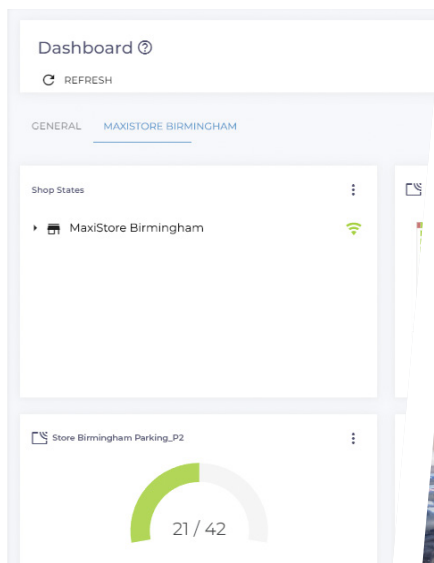 Dashboard
REFRESH
GENERAL MAXISTORE BIRMINGHAM
Shop States
MaxiStore Birmingham
Store Birmingham Parking_P2
21 / 42